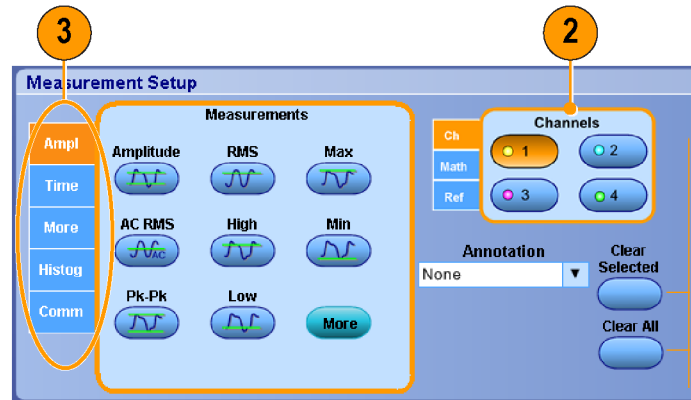 3
2
Measurement Setup
Measurements
Channels
Ampl
Time
More
Histog
Comm
Amplitude
RMS
Max
AC RMS
High
Min
AC
Pk-Pk
Low
More
Ch
Math
Ref
1
2
3
4
Annotation
None
Clear
Selected
Clear All